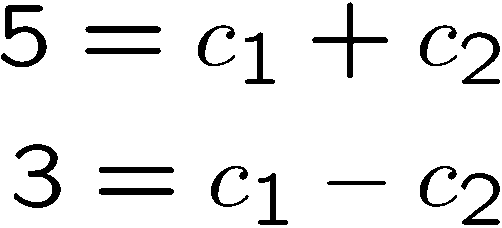 5 = c₁ + c₂
3 = c₁ − c₂